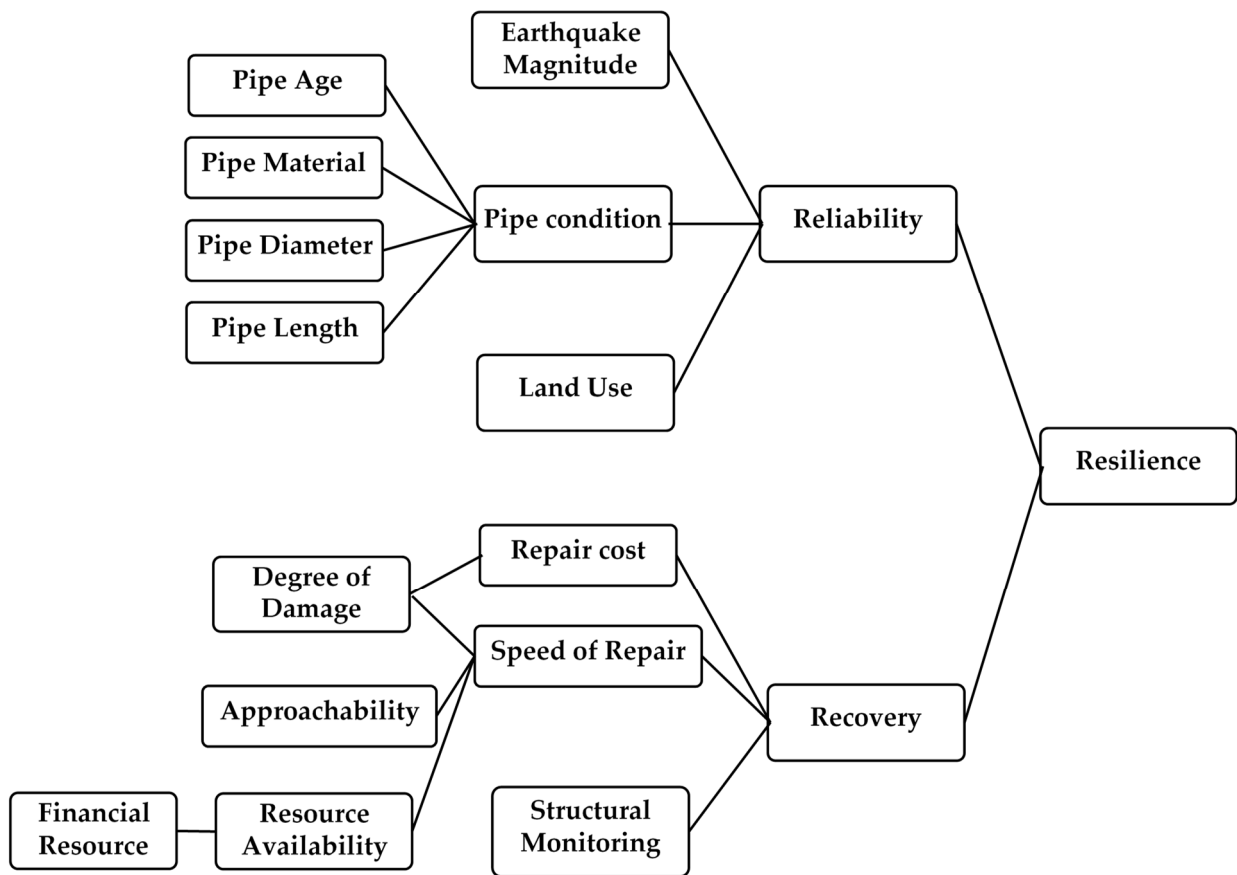 Earthquake
Magnitude
Pipe Age
Pipe Material
Pipe Diameter
Pipe Length
Pipe condition
Reliability
Land Use
Resilience
Repair cost
Degree of
Damage
Speed of Repair
Approachability
Recovery
Financial
Resource
Resource
Availability
Structural
Monitoring